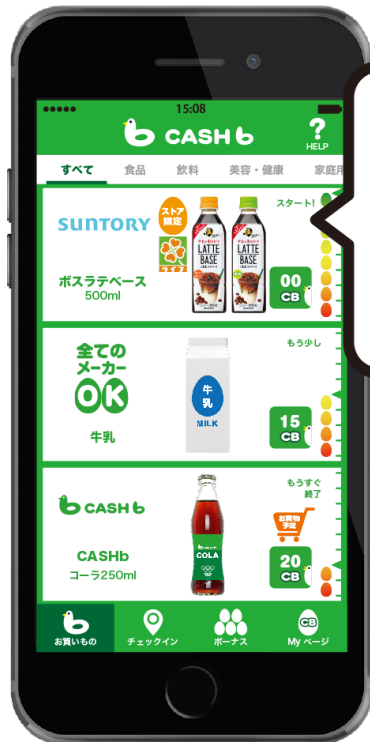 15:08
CASH b
?
HELP
すべて
食品
飲料
美容・健康
家庭用
SUNTORY
ストア
限定
ライフ
LATTE
BASE
LATTE
BASE
スタート!
ボスラテベース
500ml
00
CB
全ての
メーカー
OK
牛乳
牛
乳
MILK
もう少し
15
CB
CASH b
CASHb
コーラ250ml
COLA
もうすぐ
終了
お買物
予定
20
CB
お買いもの
チェックイン
ボーナス
CB
My ページ